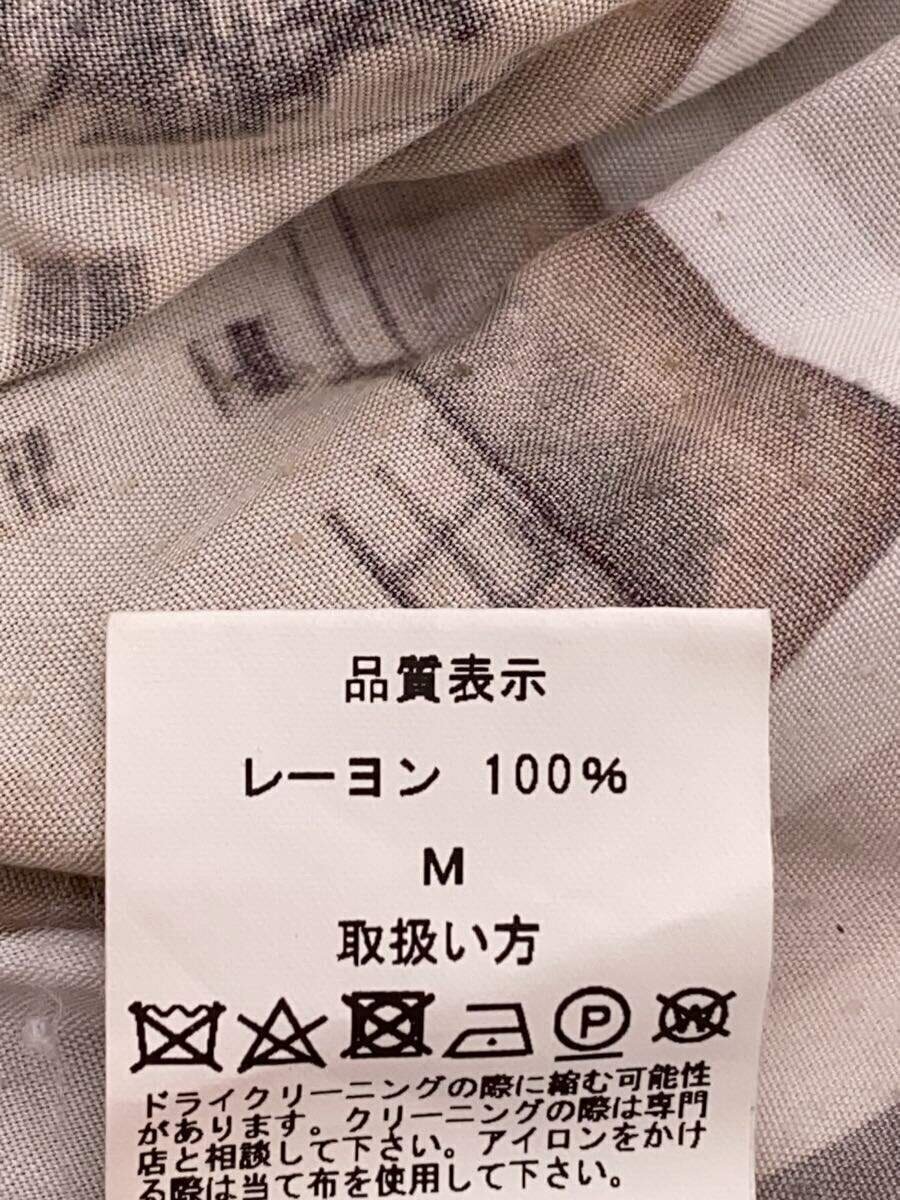 品質表示
レーヨン 100%
M
取扱い方
P
W
ドライクリーニングの際に縮む可能性
があります。クリーニングの際は専門
店と相談して下さい。アイロンをかけ
る際は当て布を使用して下さい。